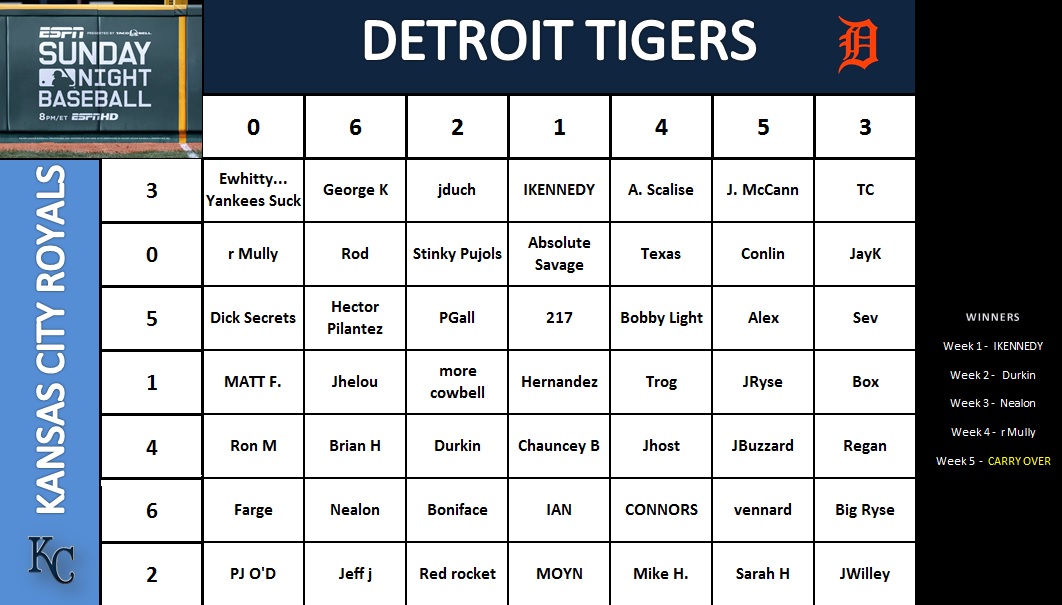 ESPN PRESENTED BY TACO BELL
SUNDAY
NIGHT
BASEBALL
8PM/ET ESPN HD
DETROIT TIGERS
D
0 6 2 1 4 5 3
KANSAS CITY ROYALS
KC
3 Ewhitty... Yankees Suck George K jduch IKENNEDY A. Scalise J. McCann TC
0 r Mully Rod Stinky Pujols Absolute Savage Texas Conlin JayK
5 Dick Secrets Hector Pilantez PGall 217 Bobby Light Alex Sev
1 MATT F. Jhelou more cowbell Hernandez Trog JRyse Box
4 Ron M Brian H Durkin Chauncey B Jhost JBuzzard Regan
6 Farge Nealon Boniface IAN CONNORS vennard Big Ryse
2 PJ O'D Jeff j Red rocket MOYN Mike H. Sarah H JWilley
WINNERS
Week 1 - IKENNEDY
Week 2 - Durkin
Week 3 - Nealon
Week 4 - r Mully
Week 5 - CARRY OVER